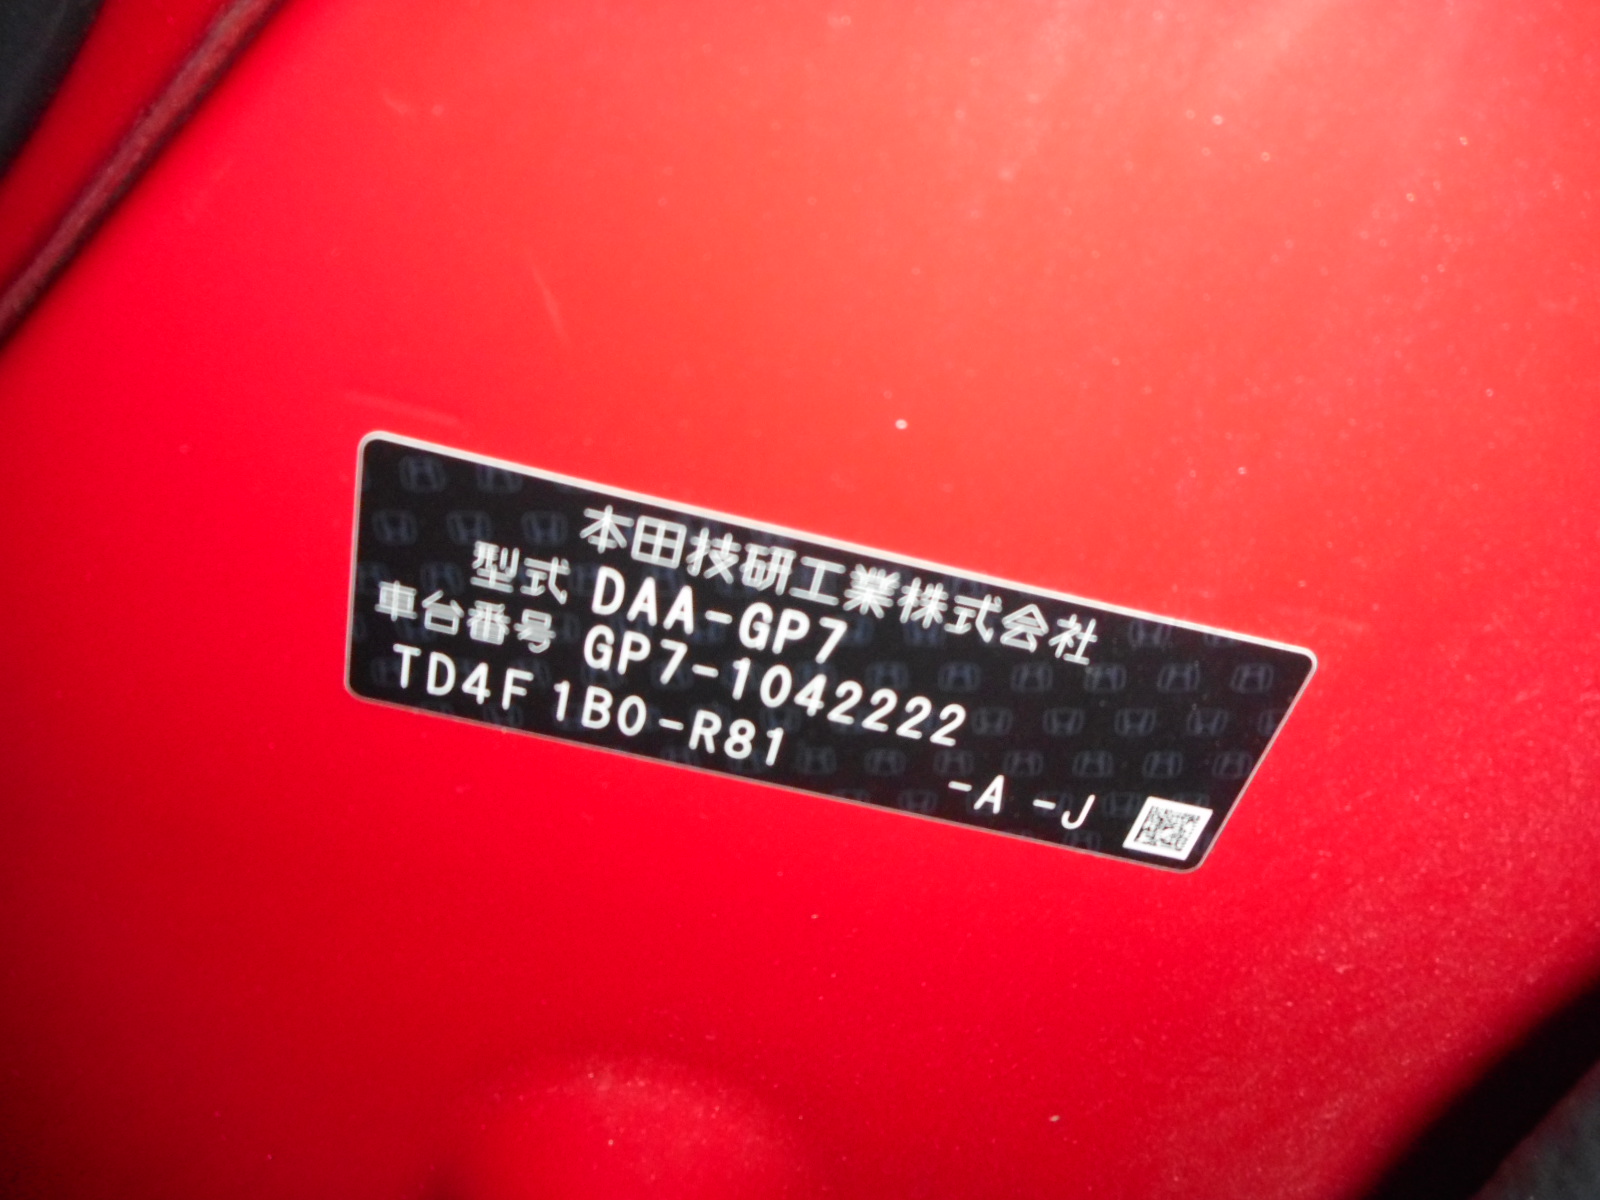 本田技研工業株式会社
型式 DAA-GP7
車台番号 GP7-1042222
TD4F 1B0-R81
-A -J